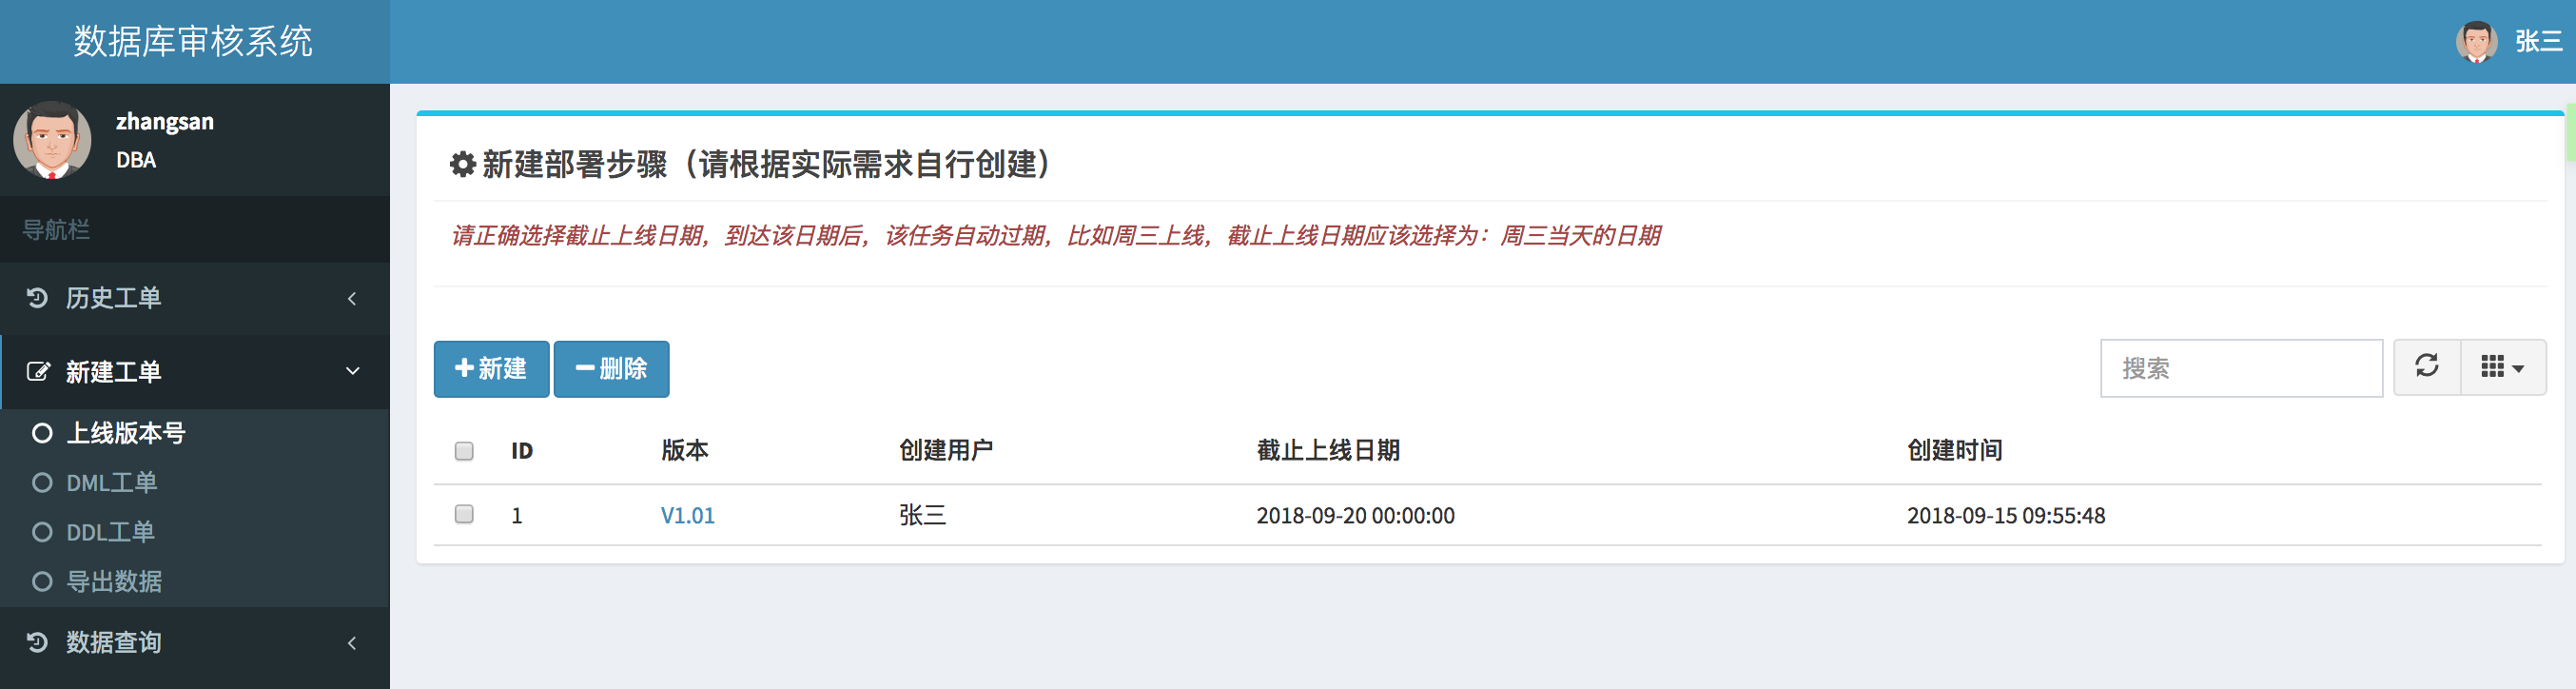 数据库审核系统
张三
zhangsan
DBA
导航栏
历史工单
新建工单
上线版本号
DML工单
DDL工单
导出数据
数据查询
新建部署步骤（请根据实际需求自行创建）
请正确选择截止上线日期，到达该日期后，该任务自动过期，比如周三上线，截止上线日期应该选择为：周三当天的日期
新建 删除 搜索
ID 版本 创建用户 截止上线日期 创建时间
1 V1.01 张三 2018-09-20 00:00:00 2018-09-15 09:55:48